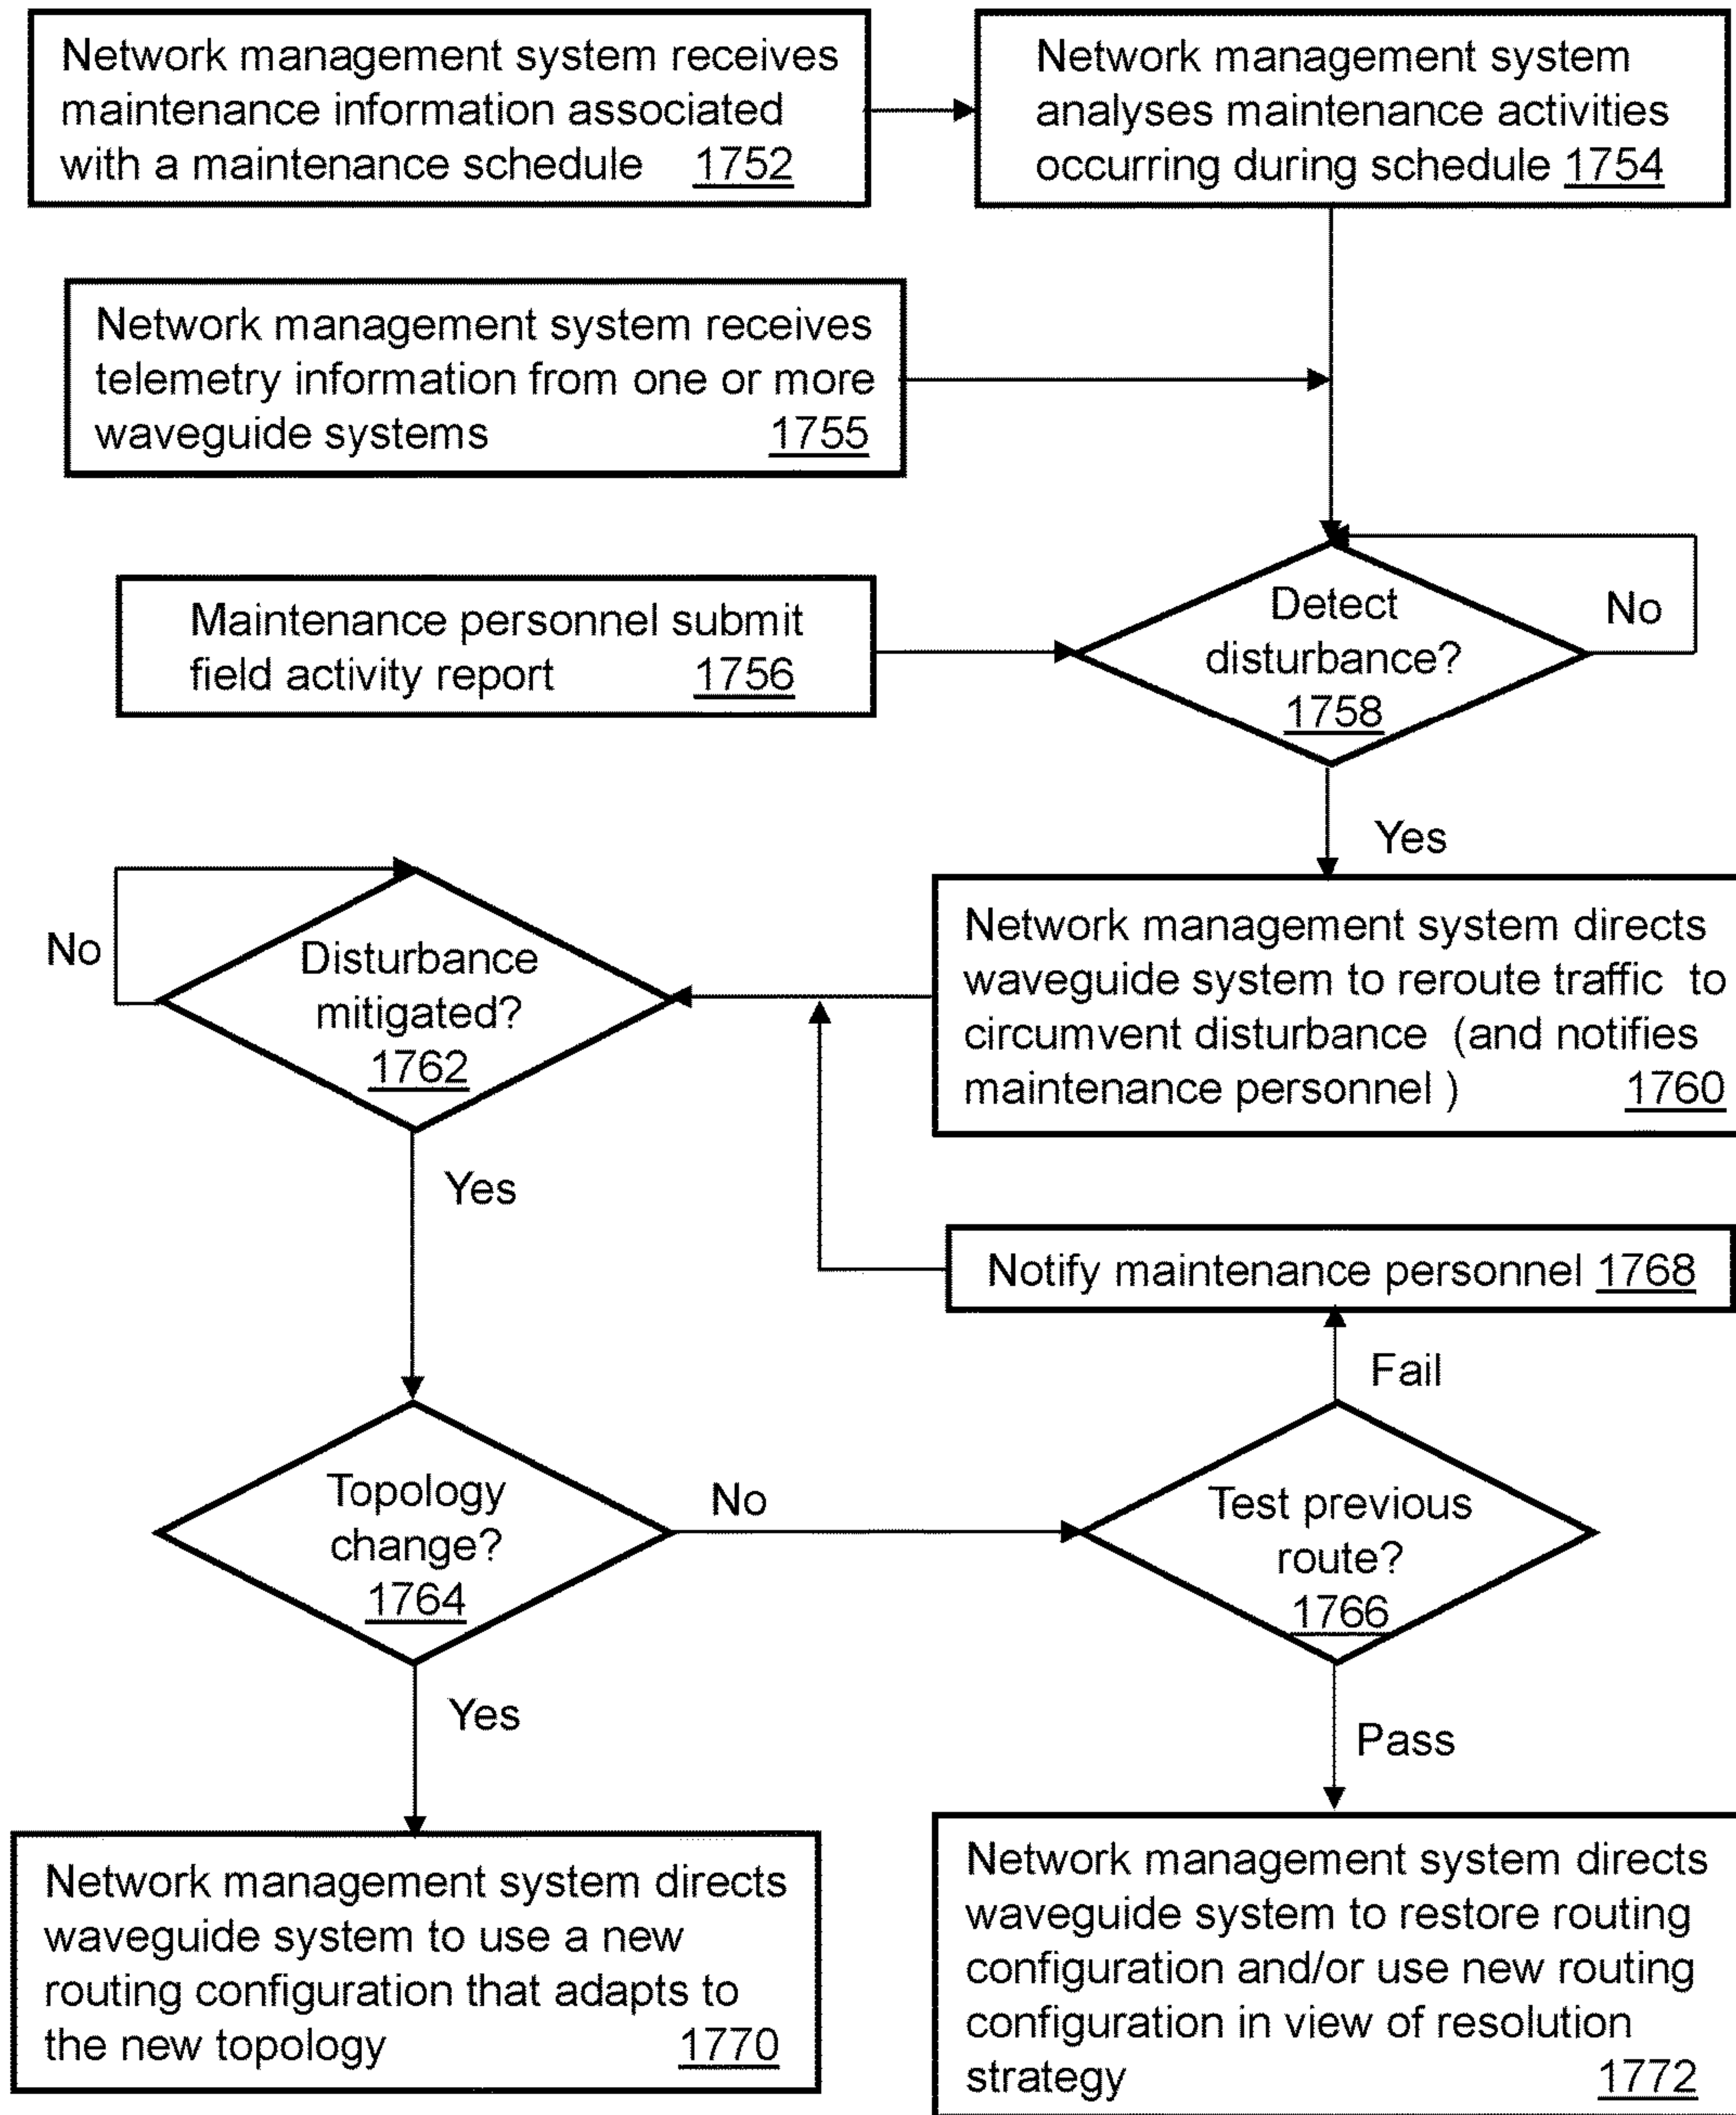 Network management system receives
maintenance information associated
with a maintenance schedule 1752
Network management system
analyses maintenance activities
occurring during schedule 1754
Network management system receives
telemetry information from one or more
waveguide systems 1755
Maintenance personnel submit
field activity report 1756
Detect
disturbance?
1758
No
Yes
Network management system directs
waveguide system to reroute traffic to
circumvent disturbance (and notifies
maintenance personnel ) 1760
No
Disturbance
mitigated?
1762
Yes
Notify maintenance personnel 1768
Fail
Topology
change?
1764
No
Test previous
route?
1766
Yes
Pass
Network management system directs
waveguide system to use a new
routing configuration that adapts to
the new topology 1770
Network management system directs
waveguide system to restore routing
configuration and/or use new routing
configuration in view of resolution
strategy 1772